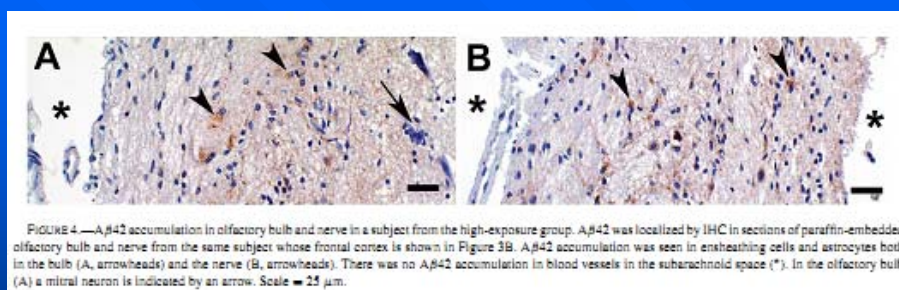 A
B
*
*
*
FIGURE 4.—Aβ42 accumulation in olfactory bulb and nerve in a subject from the high-exposure group. Aβ42 was localized by IHC in sections of paraffin-embedded
olfactory bulb and nerve from the same subject whose frontal cortex is shown in Figure 3B. Aβ42 accumulation was seen in ensheathing cells and astrocytes both
in the bulb (A, arrowheads) and the nerve (B, arrowheads). There was no Aβ42 accumulation in blood vessels in the subarachnoid space (*). In the olfactory bulb
(A) a mitral neuron is indicated by an arrow. Scale = 25 μm.